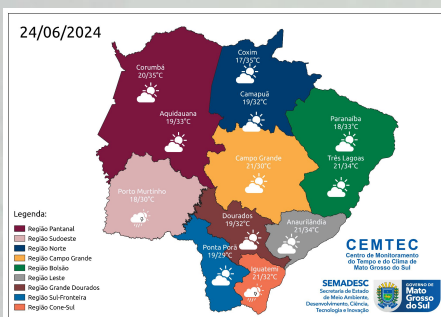 24/06/2024
Coxim
17/35°C
Corumbá
20/35°C
Camapuã
19/32°C
Aquidauana
19/33°C
Paranaíba
18/33°C
Campo Grande
21/30°C
Três Lagoas
21/34°C
Porto Murtinho
18/30°C
Dourados
19/32°C
Anaurilândia
21/34°C
Ponta Porã
19/29°C
Iguatemi
21/32°C
Legenda:
Região Pantanal
Região Sudoeste
Região Norte
Região Campo Grande
Região Bolsão
Região Leste
Região Grande Dourados
Região Sul-Fronteira
Região Cone-Sul
CEMTEC
Centro de Monitoramento
do Tempo e do Clima de
Mato Grosso do Sul
SEMADESC
Secretaria de Estado
de Meio Ambiente,
Desenvolvimento, Ciência,
Tecnologia e Inovação
GOVERNO DE
Mato
Grosso
do Sul